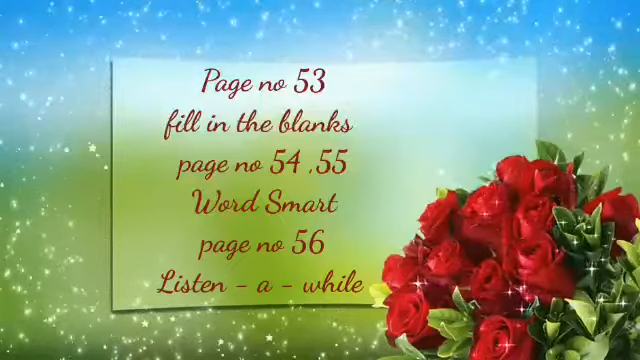 Page no 53
fill in the blanks
page no 54 ,55
Word Smart
page no 56
Listen - a - while